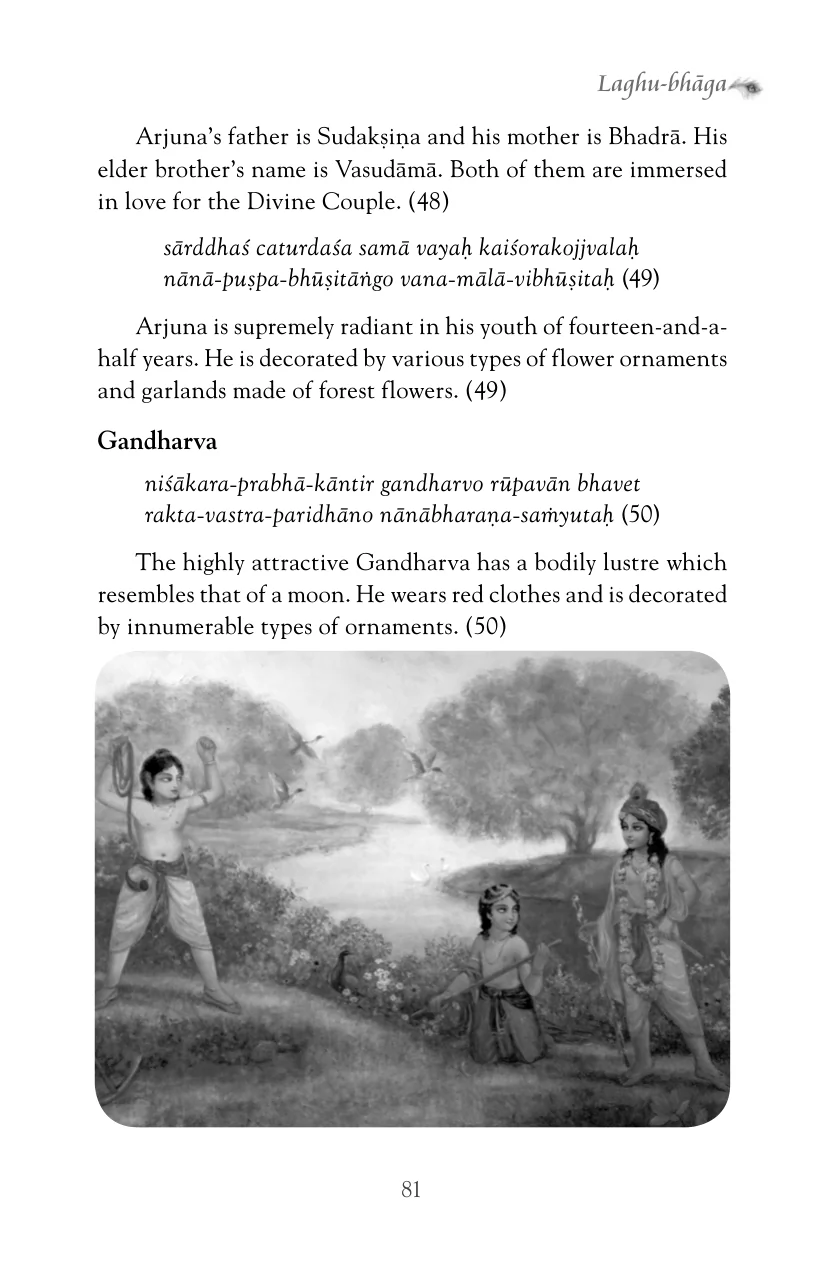 Laghu-bhāga
Arjuna’s father is Sudakṣiṇa and his mother is Bhadrā. His
elder brother’s name is Vasudāmā. Both of them are immersed
in love for the Divine Couple. (48)
sārddhaś caturdaśa samā vayaḥ kaiśorakojjvalaḥ
nānā-puṣpa-bhūṣitāṅgo vana-mālā-vibhūṣitaḥ (49)
Arjuna is supremely radiant in his youth of fourteen-and-a-
half years. He is decorated by various types of flower ornaments
and garlands made of forest flowers. (49)
Gandharva
niśākara-prabhā-kāntir gandharvo rūpavān bhavet
rakta-vastra-paridhāno nānābharaṇa-saṁyutaḥ (50)
The highly attractive Gandharva has a bodily lustre which
resembles that of a moon. He wears red clothes and is decorated
by innumerable types of ornaments. (50)
81